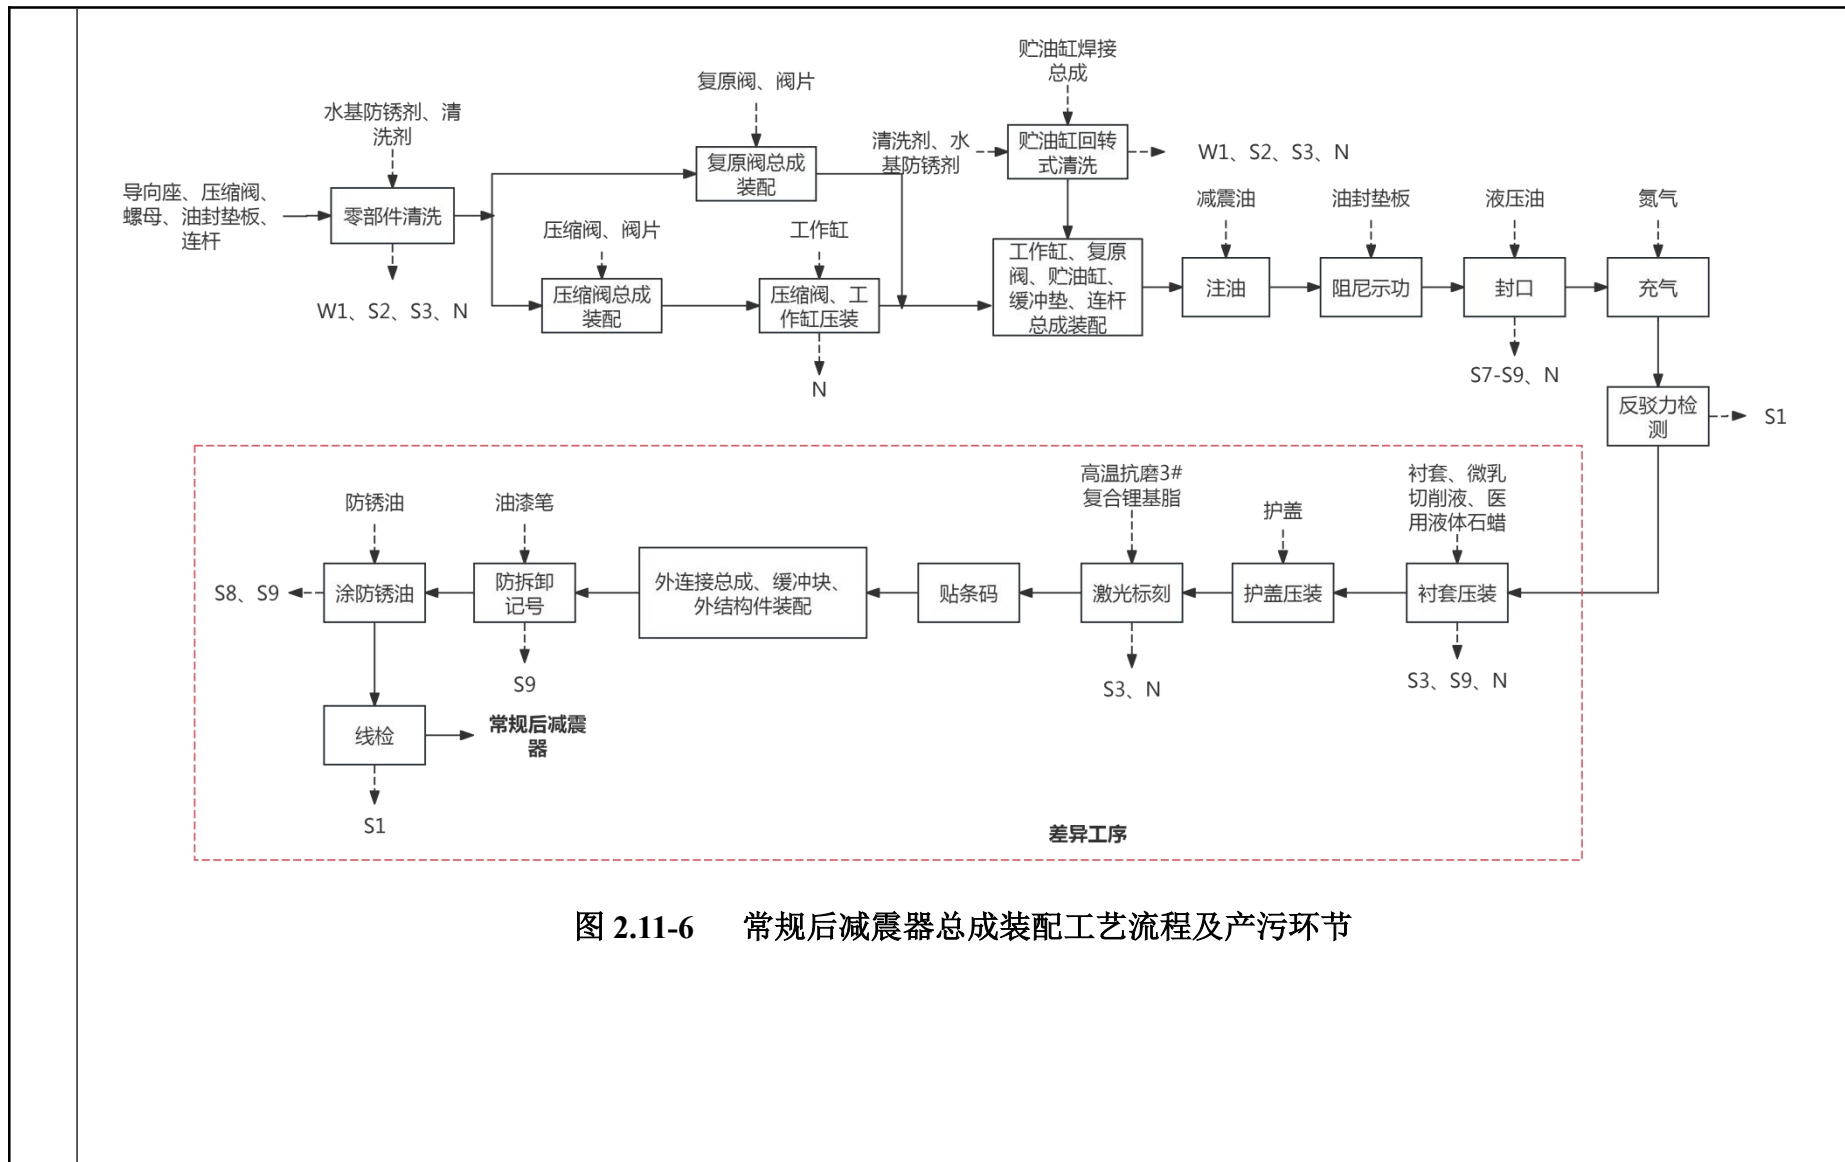 贮油缸焊接
总成
复原阀、阀片
水基防锈剂、清
洗剂
清洗剂、水
基防锈剂
贮油缸回转
式清洗
W1、S2、S3、N
复原阀总成
装配
导向座、压缩阀、
螺母、油封垫板、
连杆
零部件清洗
减震油
油封垫板
液压油
氮气
压缩阀、阀片
工作缸
工作缸、复原
阀、贮油缸、
缓冲垫、连杆
总成装配
注油
阻尼示功
封口
充气
W1、S2、S3、N
压缩阀总成
装配
压缩阀、工
作缸压装
N
S7-S9、N
反驳力检
测
S1
高温抗磨3#
复合锂基脂
衬套、微乳
切削液、医
用液体石蜡
防锈油
油漆笔
护盖
S8、S9
涂防锈油
防拆卸
记号
外连接总成、缓冲块、
外结构件装配
贴条码
激光标刻
护盖压装
衬套压装
S9
S3、N
S3、S9、N
线检
常规后减震
器
S1
差异工序
图 2.11-6 常规后减震器总成装配工艺流程及产污环节